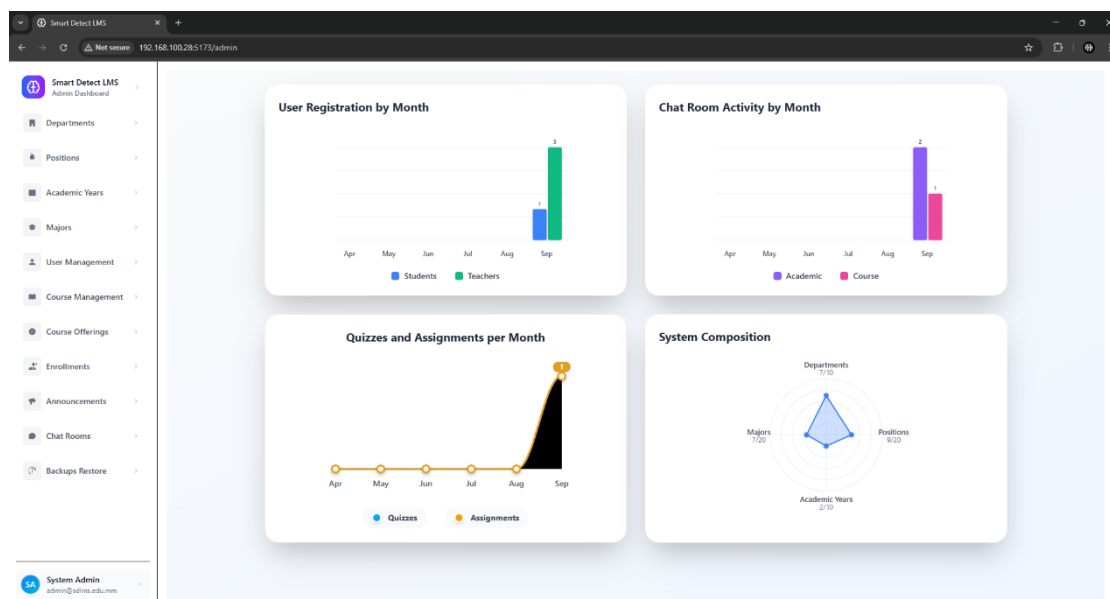 Smart Detect LMS
Not secure 192.168.100.28:5173/admin
Smart Detect LMS
Admin Dashboard
Departments
Positions
Academic Years
Majors
User Management
Course Management
Course Offerings
Enrollments
Announcements
Chat Rooms
Backups Restore
SA
System Admin
admin@sdlms.edu.mm
User Registration by Month
3
1
Apr May Jun Jul Aug Sep
Students Teachers
Chat Room Activity by Month
2
1
Apr May Jun Jul Aug Sep
Academic Course
Quizzes and Assignments per Month
1
Apr May Jun Jul Aug Sep
Quizzes Assignments
System Composition
Departments
7/10
Majors
7/20
Positions
9/20
Academic Years
2/10